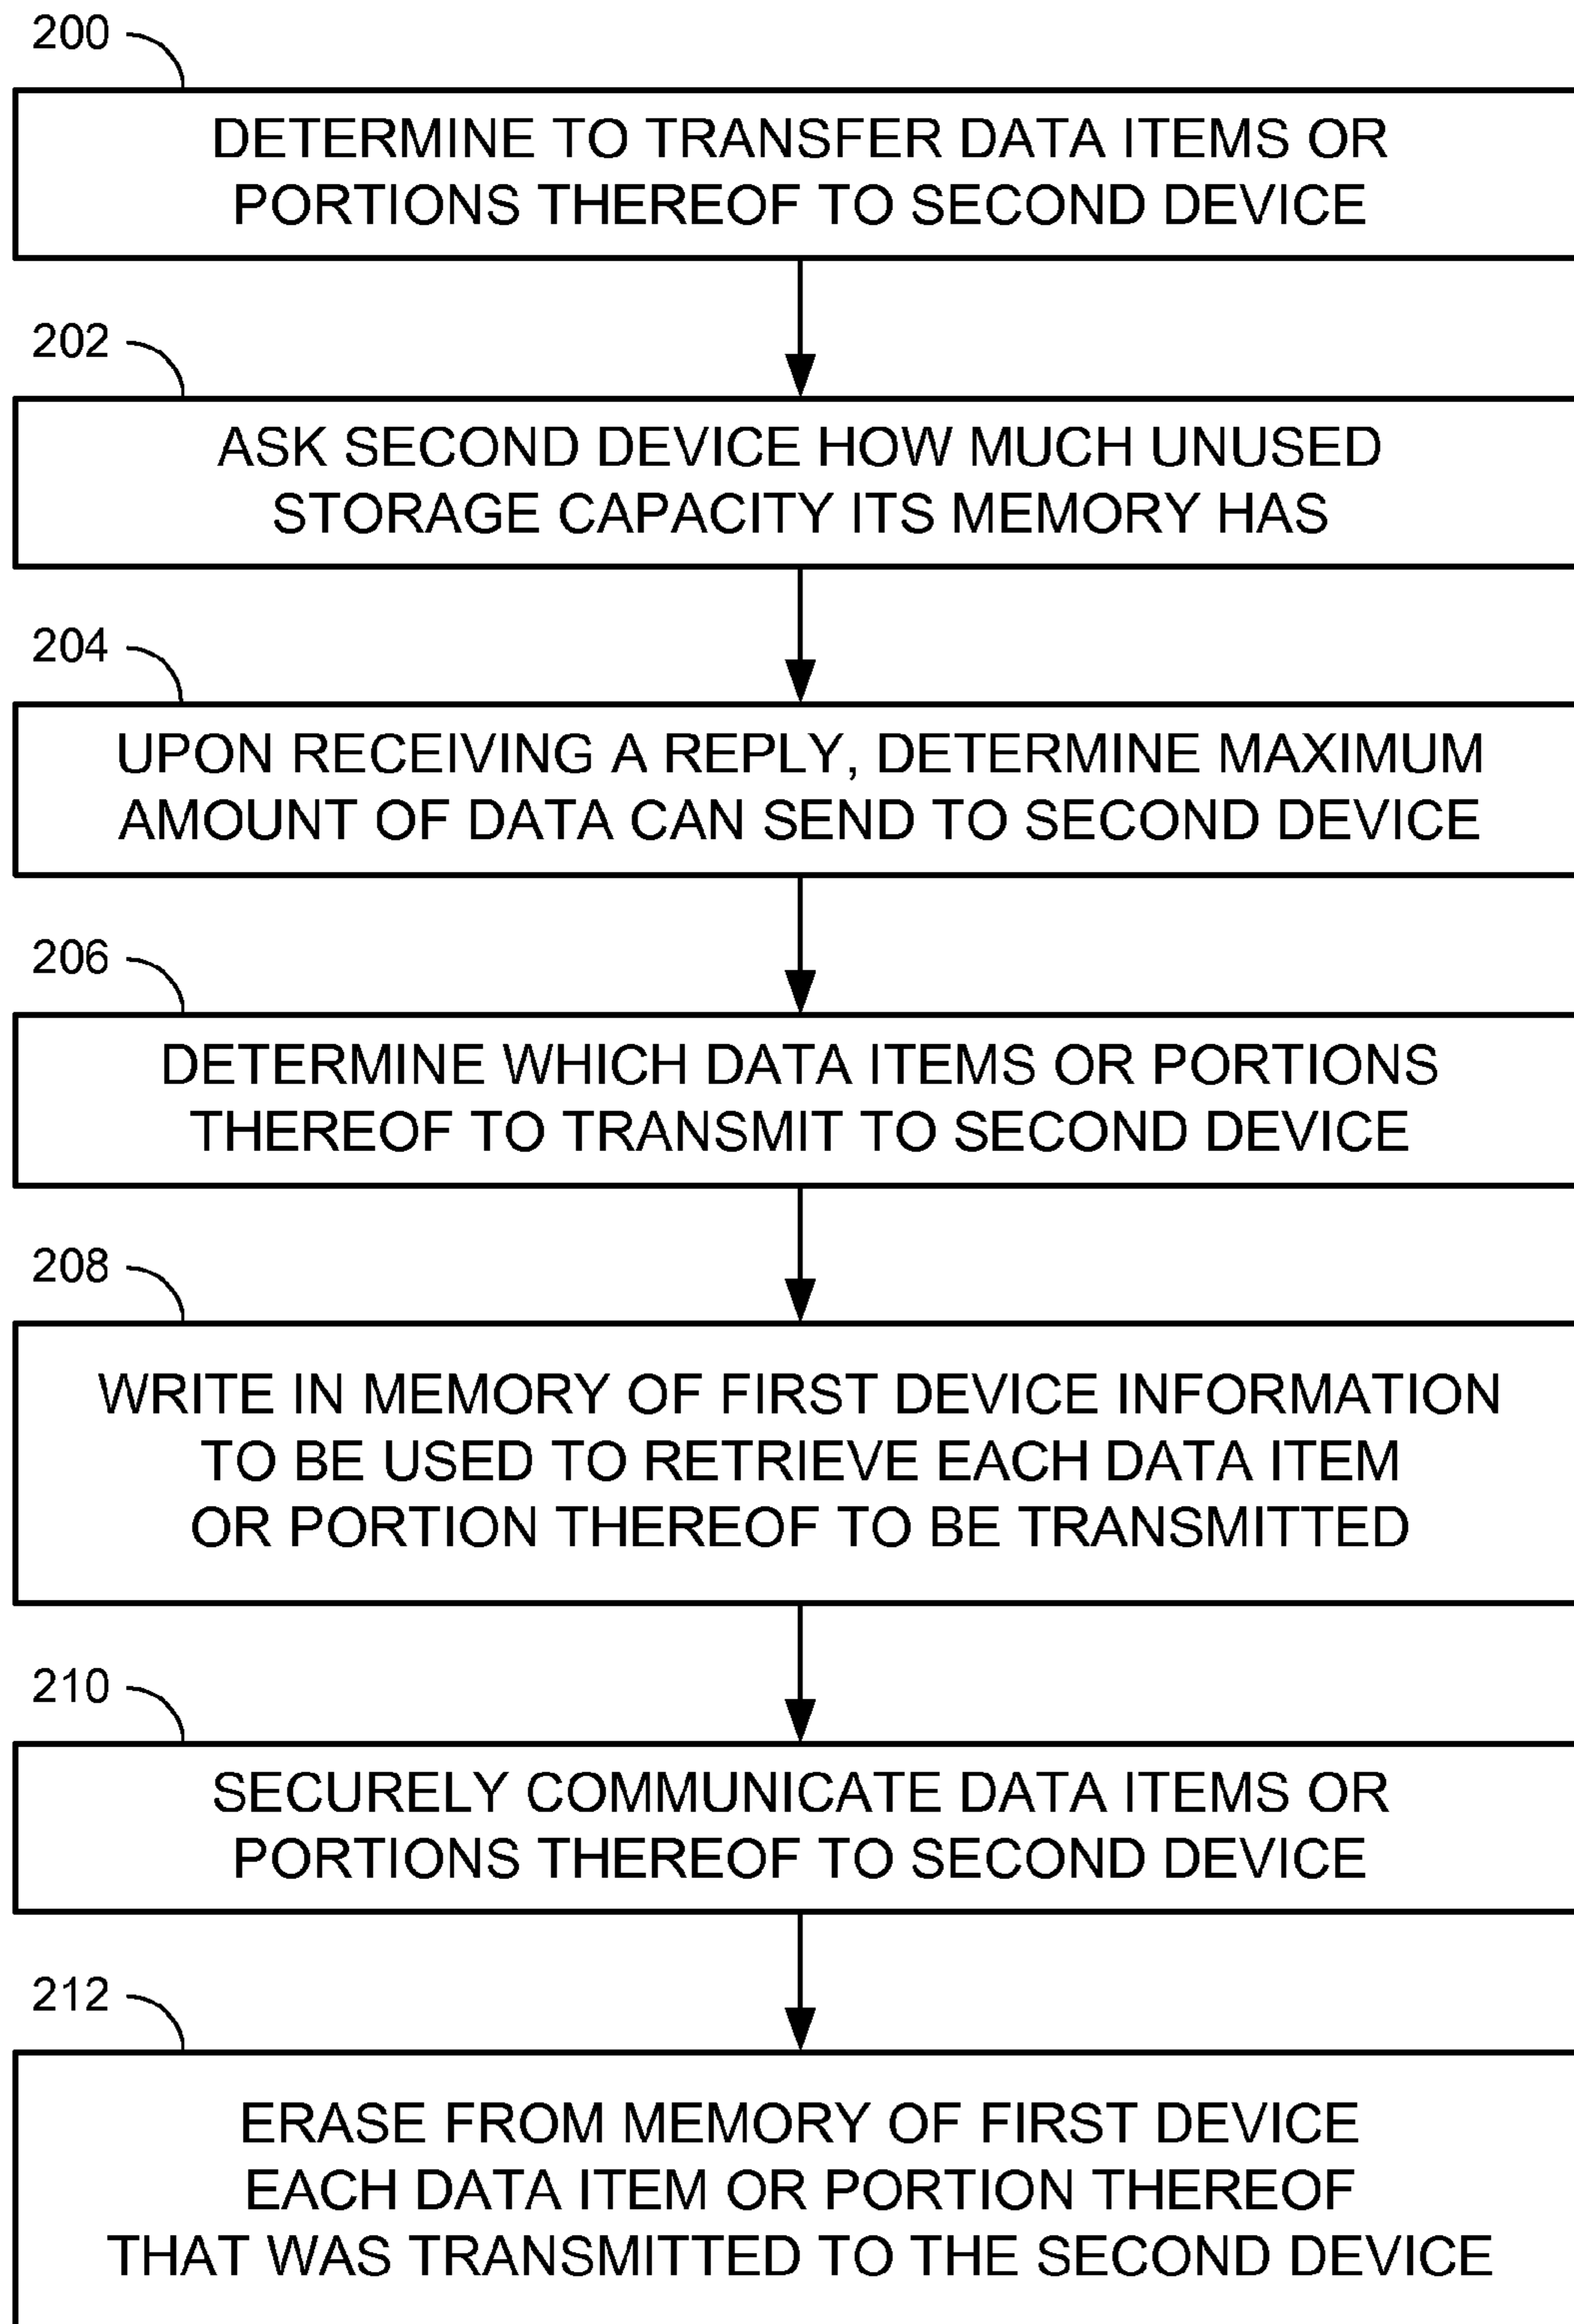 200
DETERMINE TO TRANSFER DATA ITEMS OR
PORTIONS THEREOF TO SECOND DEVICE
202
ASK SECOND DEVICE HOW MUCH UNUSED
STORAGE CAPACITY ITS MEMORY HAS
204
UPON RECEIVING A REPLY, DETERMINE MAXIMUM
AMOUNT OF DATA CAN SEND TO SECOND DEVICE
206
DETERMINE WHICH DATA ITEMS OR PORTIONS
THEREOF TO TRANSMIT TO SECOND DEVICE
208
WRITE IN MEMORY OF FIRST DEVICE INFORMATION
TO BE USED TO RETRIEVE EACH DATA ITEM
OR PORTION THEREOF TO BE TRANSMITTED
210
SECURELY COMMUNICATE DATA ITEMS OR
PORTIONS THEREOF TO SECOND DEVICE
212
ERASE FROM MEMORY OF FIRST DEVICE
EACH DATA ITEM OR PORTION THEREOF
THAT WAS TRANSMITTED TO THE SECOND DEVICE